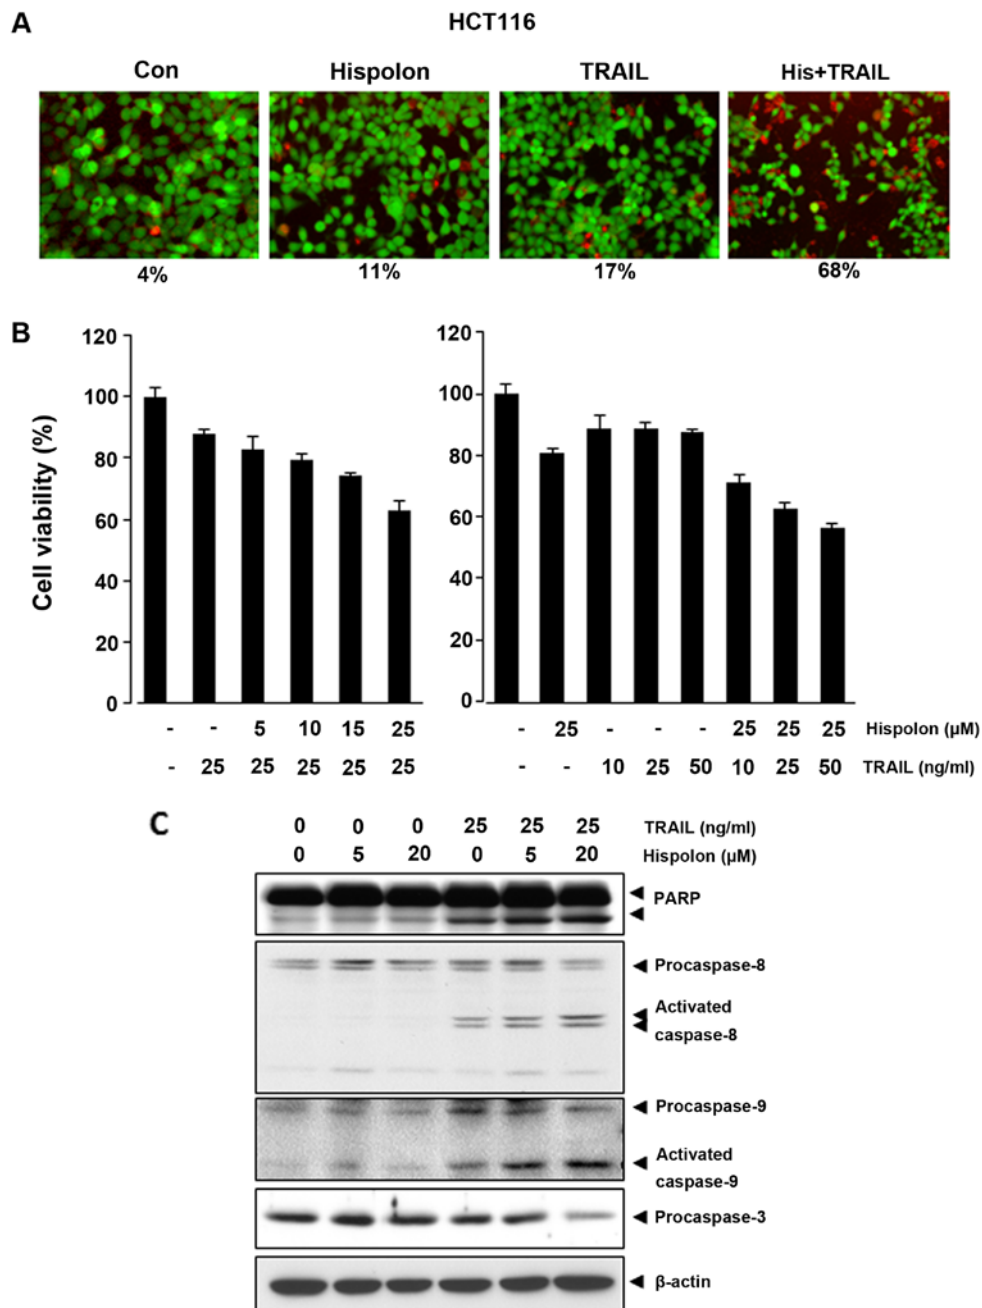 A
HCT116
Con
Hispolon
TRAIL
His+TRAIL
4%
11%
17%
68%
B
Cell viability (%)
120
100
80
60
40
20
0
120
100
80
60
40
20
0
- - 5 10 15 25
- 25 - - - 25 25 25
Hispolon (µM)
- 25 25 25 25 25
- - 10 25 50 10 25 50
TRAIL (ng/ml)
C
0 0 0 25 25 25
TRAIL (ng/ml)
0 5 20 0 5 20
Hispolon (µM)
PARP
Procaspase-8
Activated
caspase-8
Procaspase-9
Activated
caspase-9
Procaspase-3
β-actin